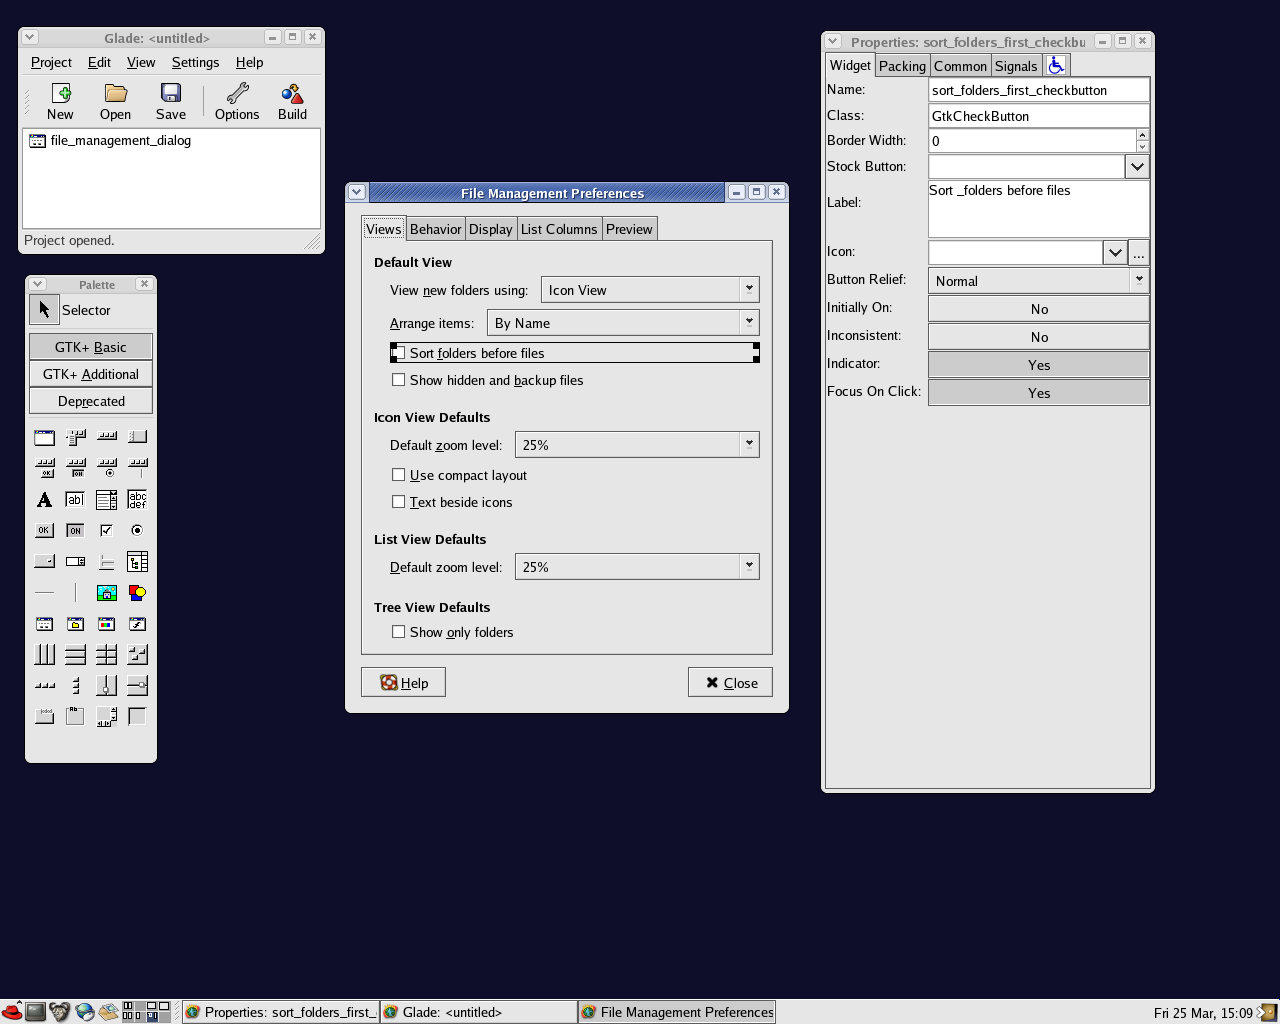 Glade: <untitled>
Project Edit View Settings Help
New Open Save Options Build
file_management_dialog
Project opened.
Palette
Selector
GTK+ Basic
GTK+ Additional
Deprecated
OK
A ab| abc def
OK ON
File Management Preferences
Views Behavior Display List Columns Preview
Default View
View new folders using: Icon View
Arrange items: By Name
Sort folders before files
Show hidden and backup files
Icon View Defaults
Default zoom level: 25%
Use compact layout
Text beside icons
List View Defaults
Default zoom level: 25%
Tree View Defaults
Show only folders
Help Close
Properties: sort_folders_first_checkbu
Widget Packing Common Signals
Name: sort_folders_first_checkbutton
Class: GtkCheckButton
Border Width: 0
Stock Button:
Label: Sort _folders before files
Icon: ...
Button Relief: Normal
Initially On: No
Inconsistent: No
Indicator: Yes
Focus On Click: Yes
Properties: sort_folders_first_ Glade: <untitled> File Management Preferences Fri 25 Mar, 15:09